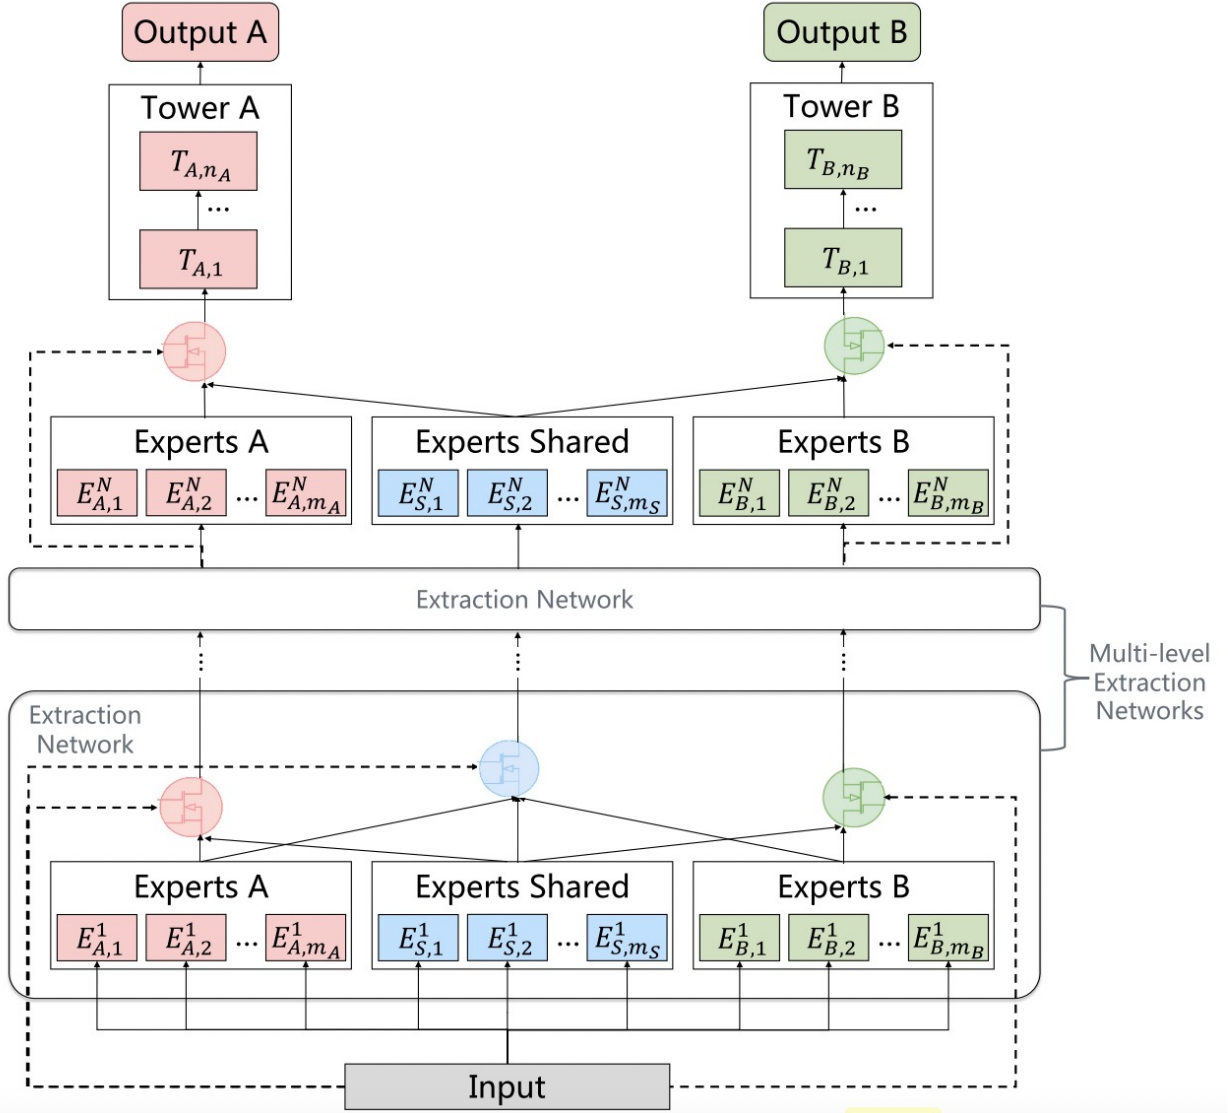 Output A
Output B
Tower A
Tower B
T_{A,n_A}
T_{B,n_B}
...
...
T_{A,1}
T_{B,1}
Experts A
Experts Shared
Experts B
E^N_{A,1} E^N_{A,2} ... E^N_{A,m_A}
E^N_{S,1} E^N_{S,2} ... E^N_{S,m_S}
E^N_{B,1} E^N_{B,2} ... E^N_{B,m_B}
Extraction Network
...
...
...
Multi-level
Extraction
Networks
Extraction
Network
Experts A
Experts Shared
Experts B
E^1_{A,1} E^1_{A,2} ... E^1_{A,m_A}
E^1_{S,1} E^1_{S,2} ... E^1_{S,m_S}
E^1_{B,1} E^1_{B,2} ... E^1_{B,m_B}
Input